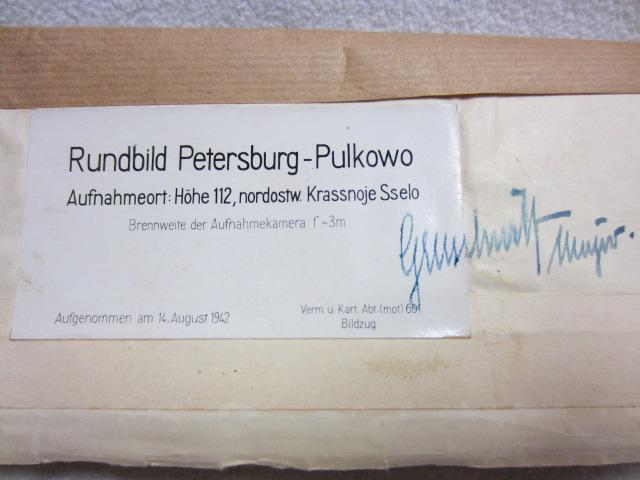 Rundbild Petersburg-Pulkowo
Aufnahmeort: Höhe 112, nordostw. Krassnoje Sselo
Brennweite der Aufnahmekamera f=3m
Aufgenommen am 14. August 1942
Verm. u. Kart. Abt. (mot) 601
Bildzug